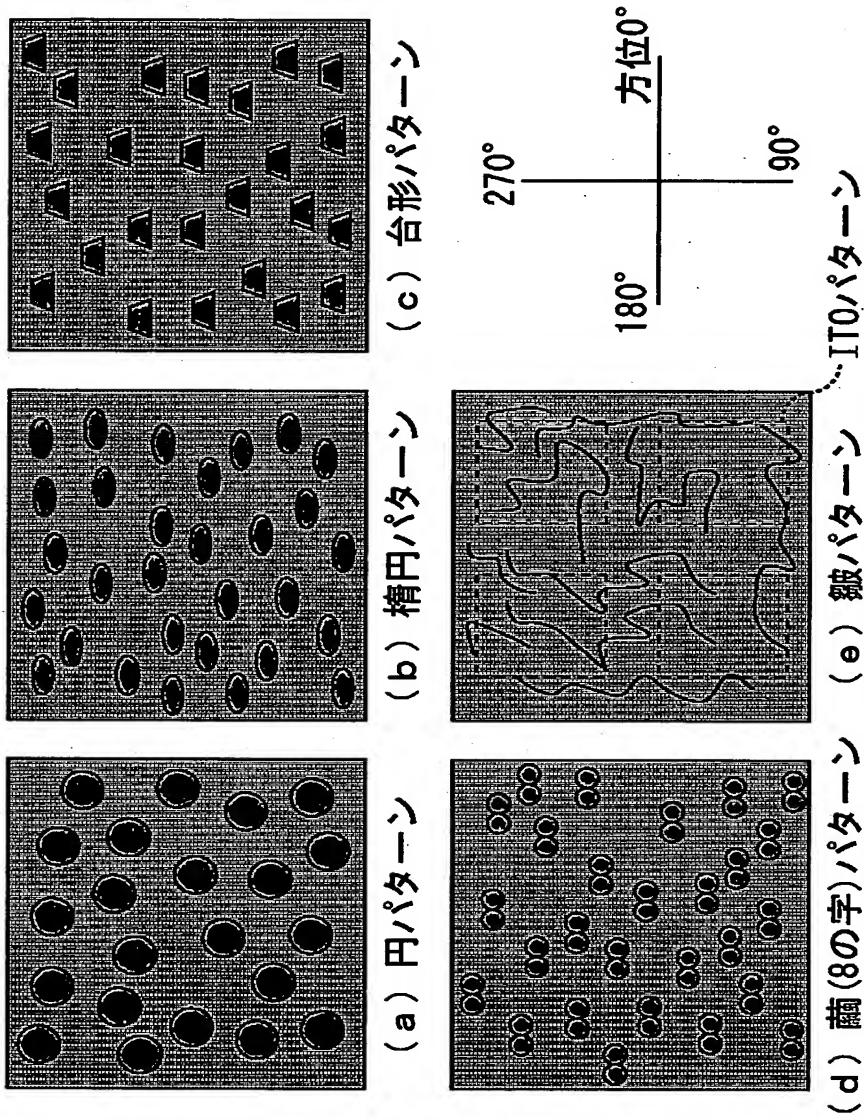 (a) 円パターン
(b) 楕円パターン
(c) 台形パターン
(d) 繭(8の字)パターン
(e) 皺パターン
ITOパターン
270°
180°
方位0°
90°